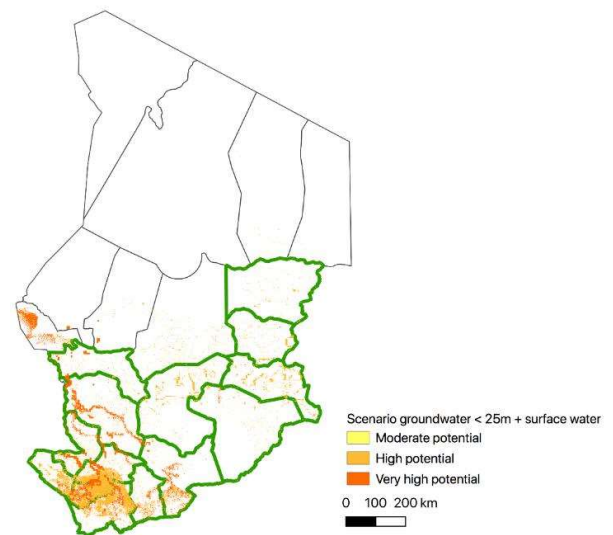 Scenario groundwater < 25m + surface water
Moderate potential
High potential
Very high potential
0 100 200 km